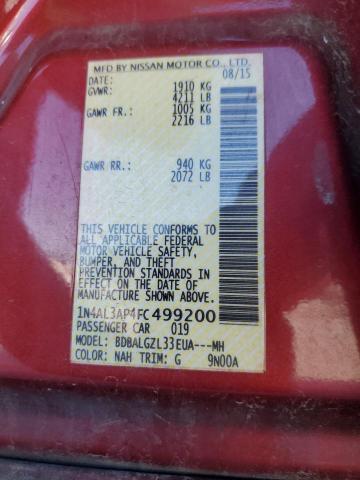 MFD BY NISSAN MOTOR CO., LTD.
DATE: 08/15
GVWR: 1910 KG
4211 LB
GAWR FR: 1005 KG
2216 LB
GAWR RR: 940 KG
2072 LB
THIS VEHICLE CONFORMS TO
ALL APPLICABLE FEDERAL
MOTOR VEHICLE SAFETY,
BUMPER, AND THEFT
PREVENTION STANDARDS IN
EFFECT ON THE DATE OF
MANUFACTURE SHOWN ABOVE.
1N4AL3AP4FC499200
PASSENGER CAR 019
MODEL: BDBALGZL33EUA---MH
COLOR: NAH TRIM: G 9N00A